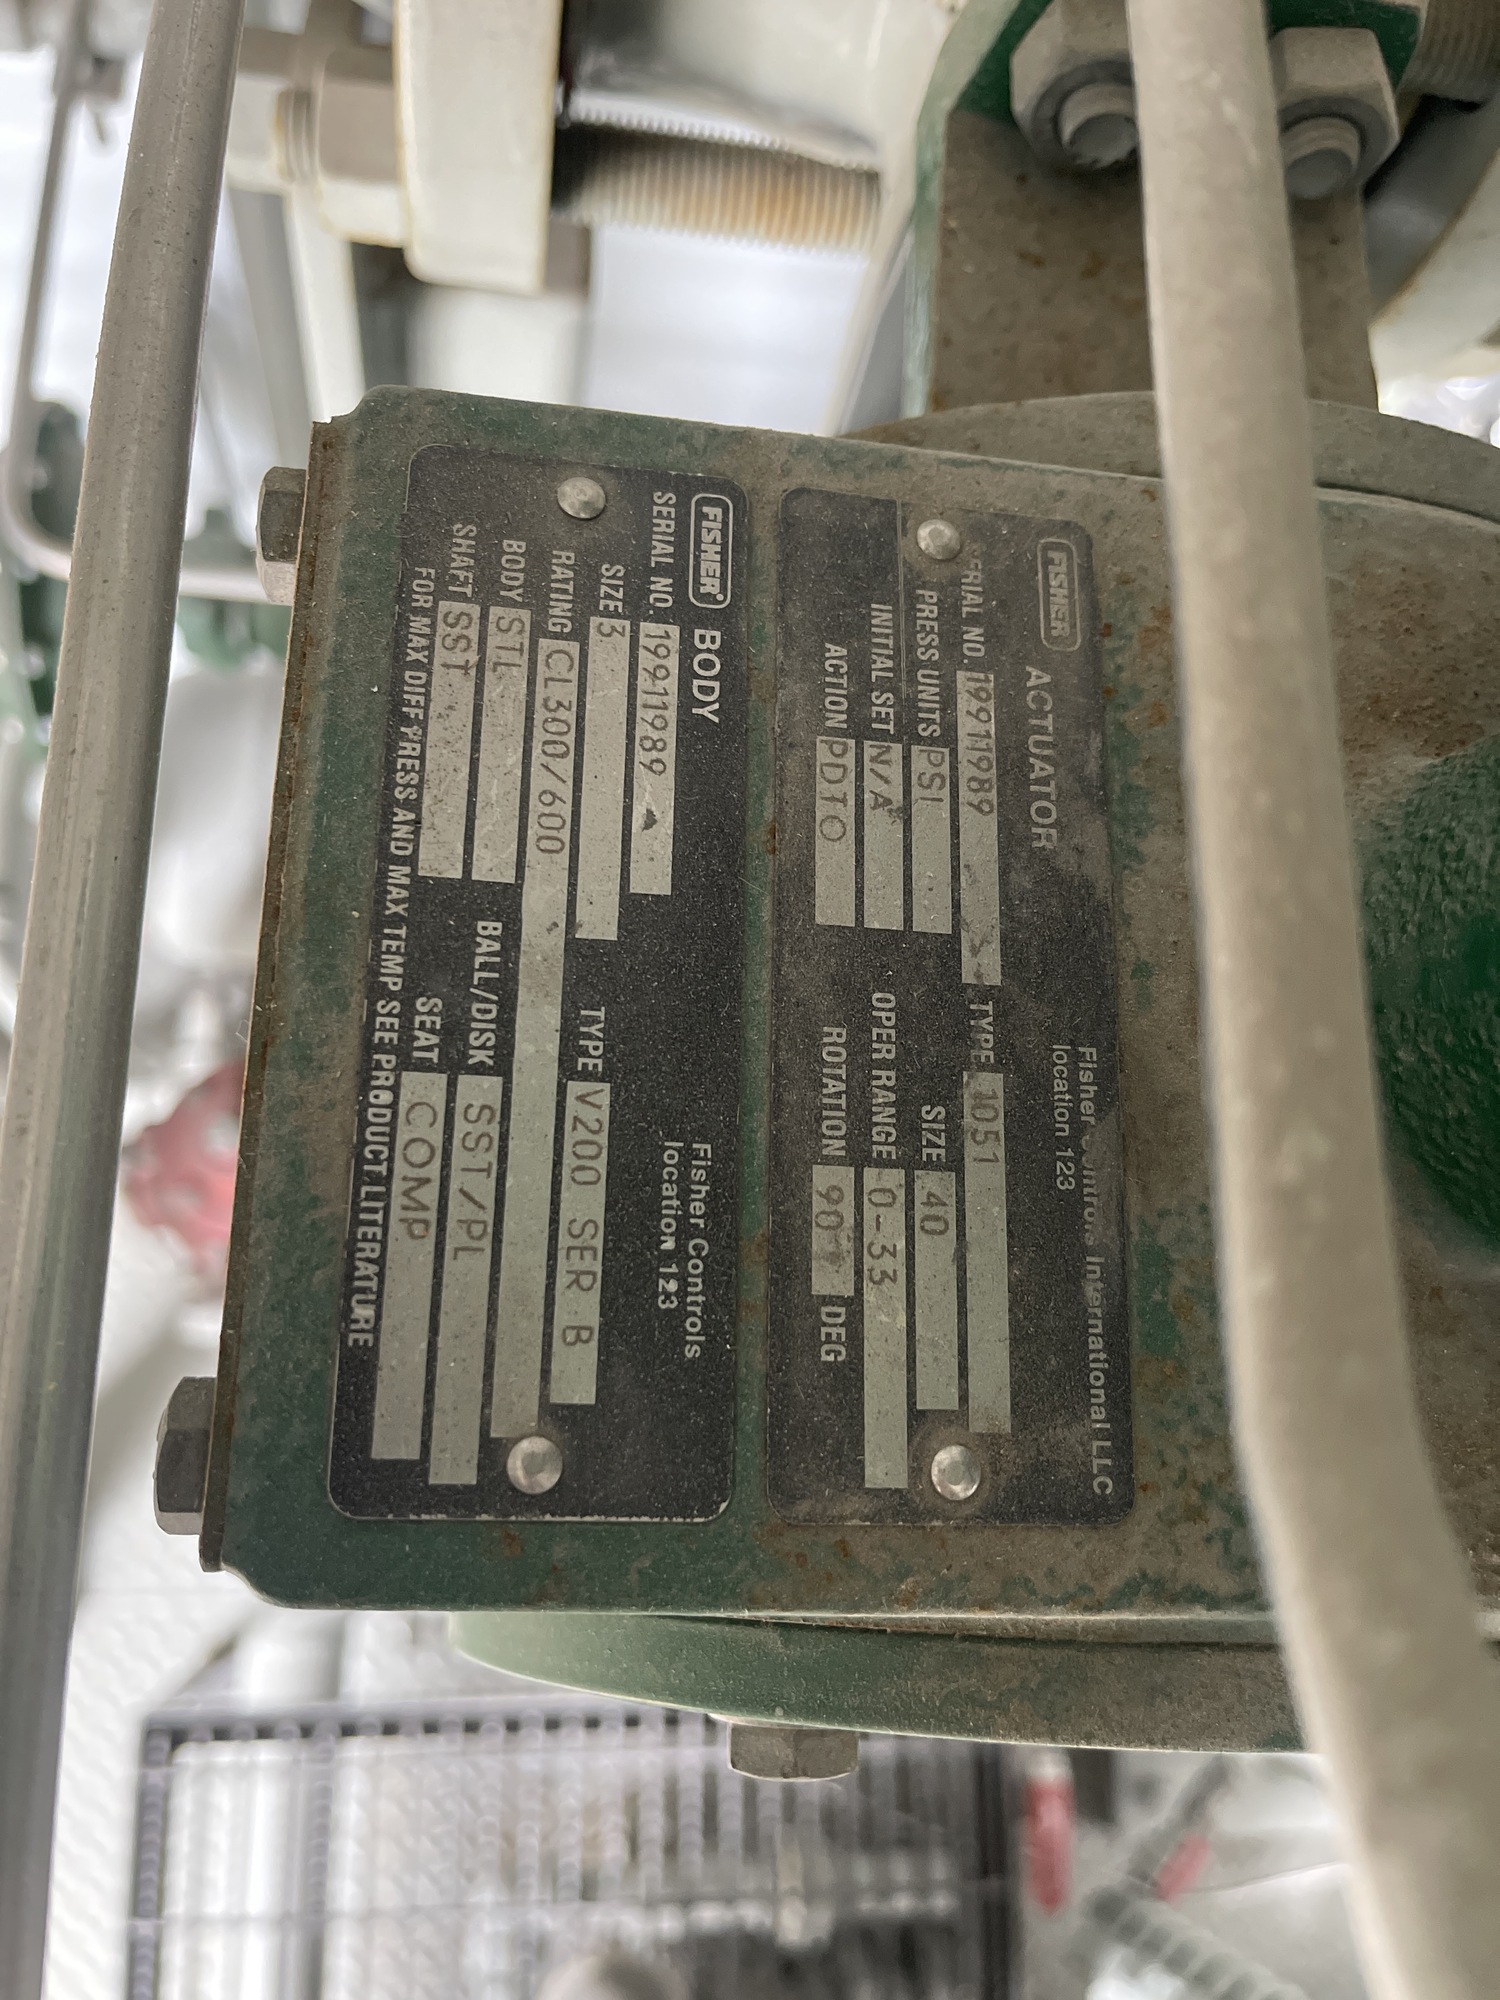 FISHER ACTUATOR Fisher Controls International LLC
location 123
SERIAL NO. 19911989 TYPE 1051
PRESS UNITS PSI SIZE 40
INITIAL SET N/A OPER RANGE 0-33
ACTION PDTO ROTATION 90 DEG
FISHER® BODY Fisher Controls
location 123
SERIAL NO. 19911989
SIZE 3 TYPE V200 SER B
RATING CL300/600
BODY STL BALL/DISK SST/PL
SHAFT SST SEAT COMP
FOR MAX DIFF PRESS AND MAX TEMP SEE PRODUCT LITERATURE